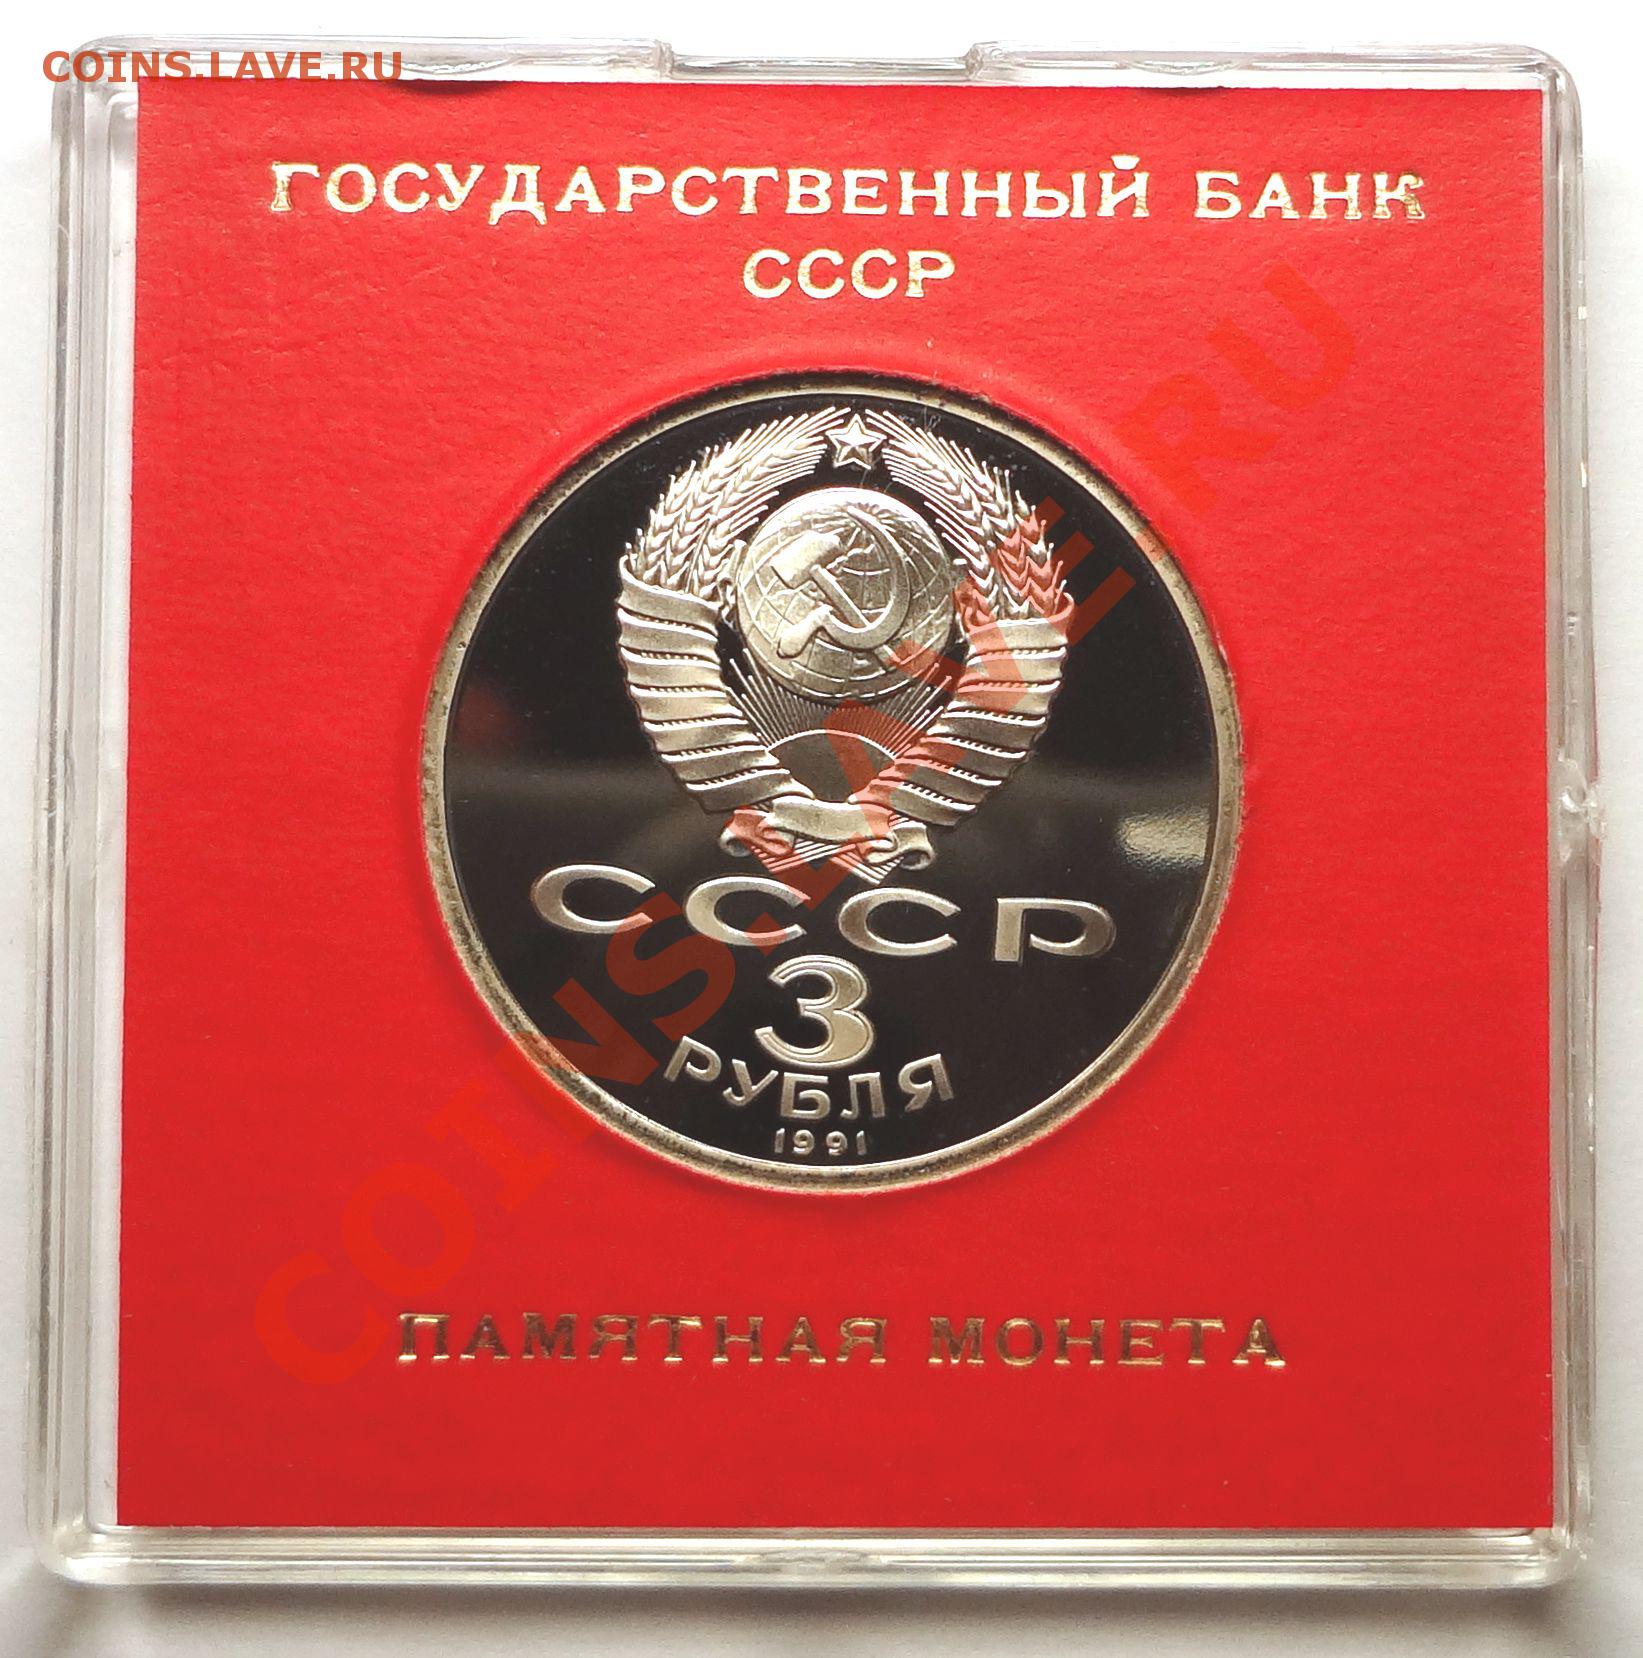 COINS.LAVE.RU
ГОСУДАРСТВЕННЫЙ БАНК
СССР
СССР
3
РУБЛЯ
1991
ПАМЯТНАЯ МОНЕТА
COINS.LAVE.RU